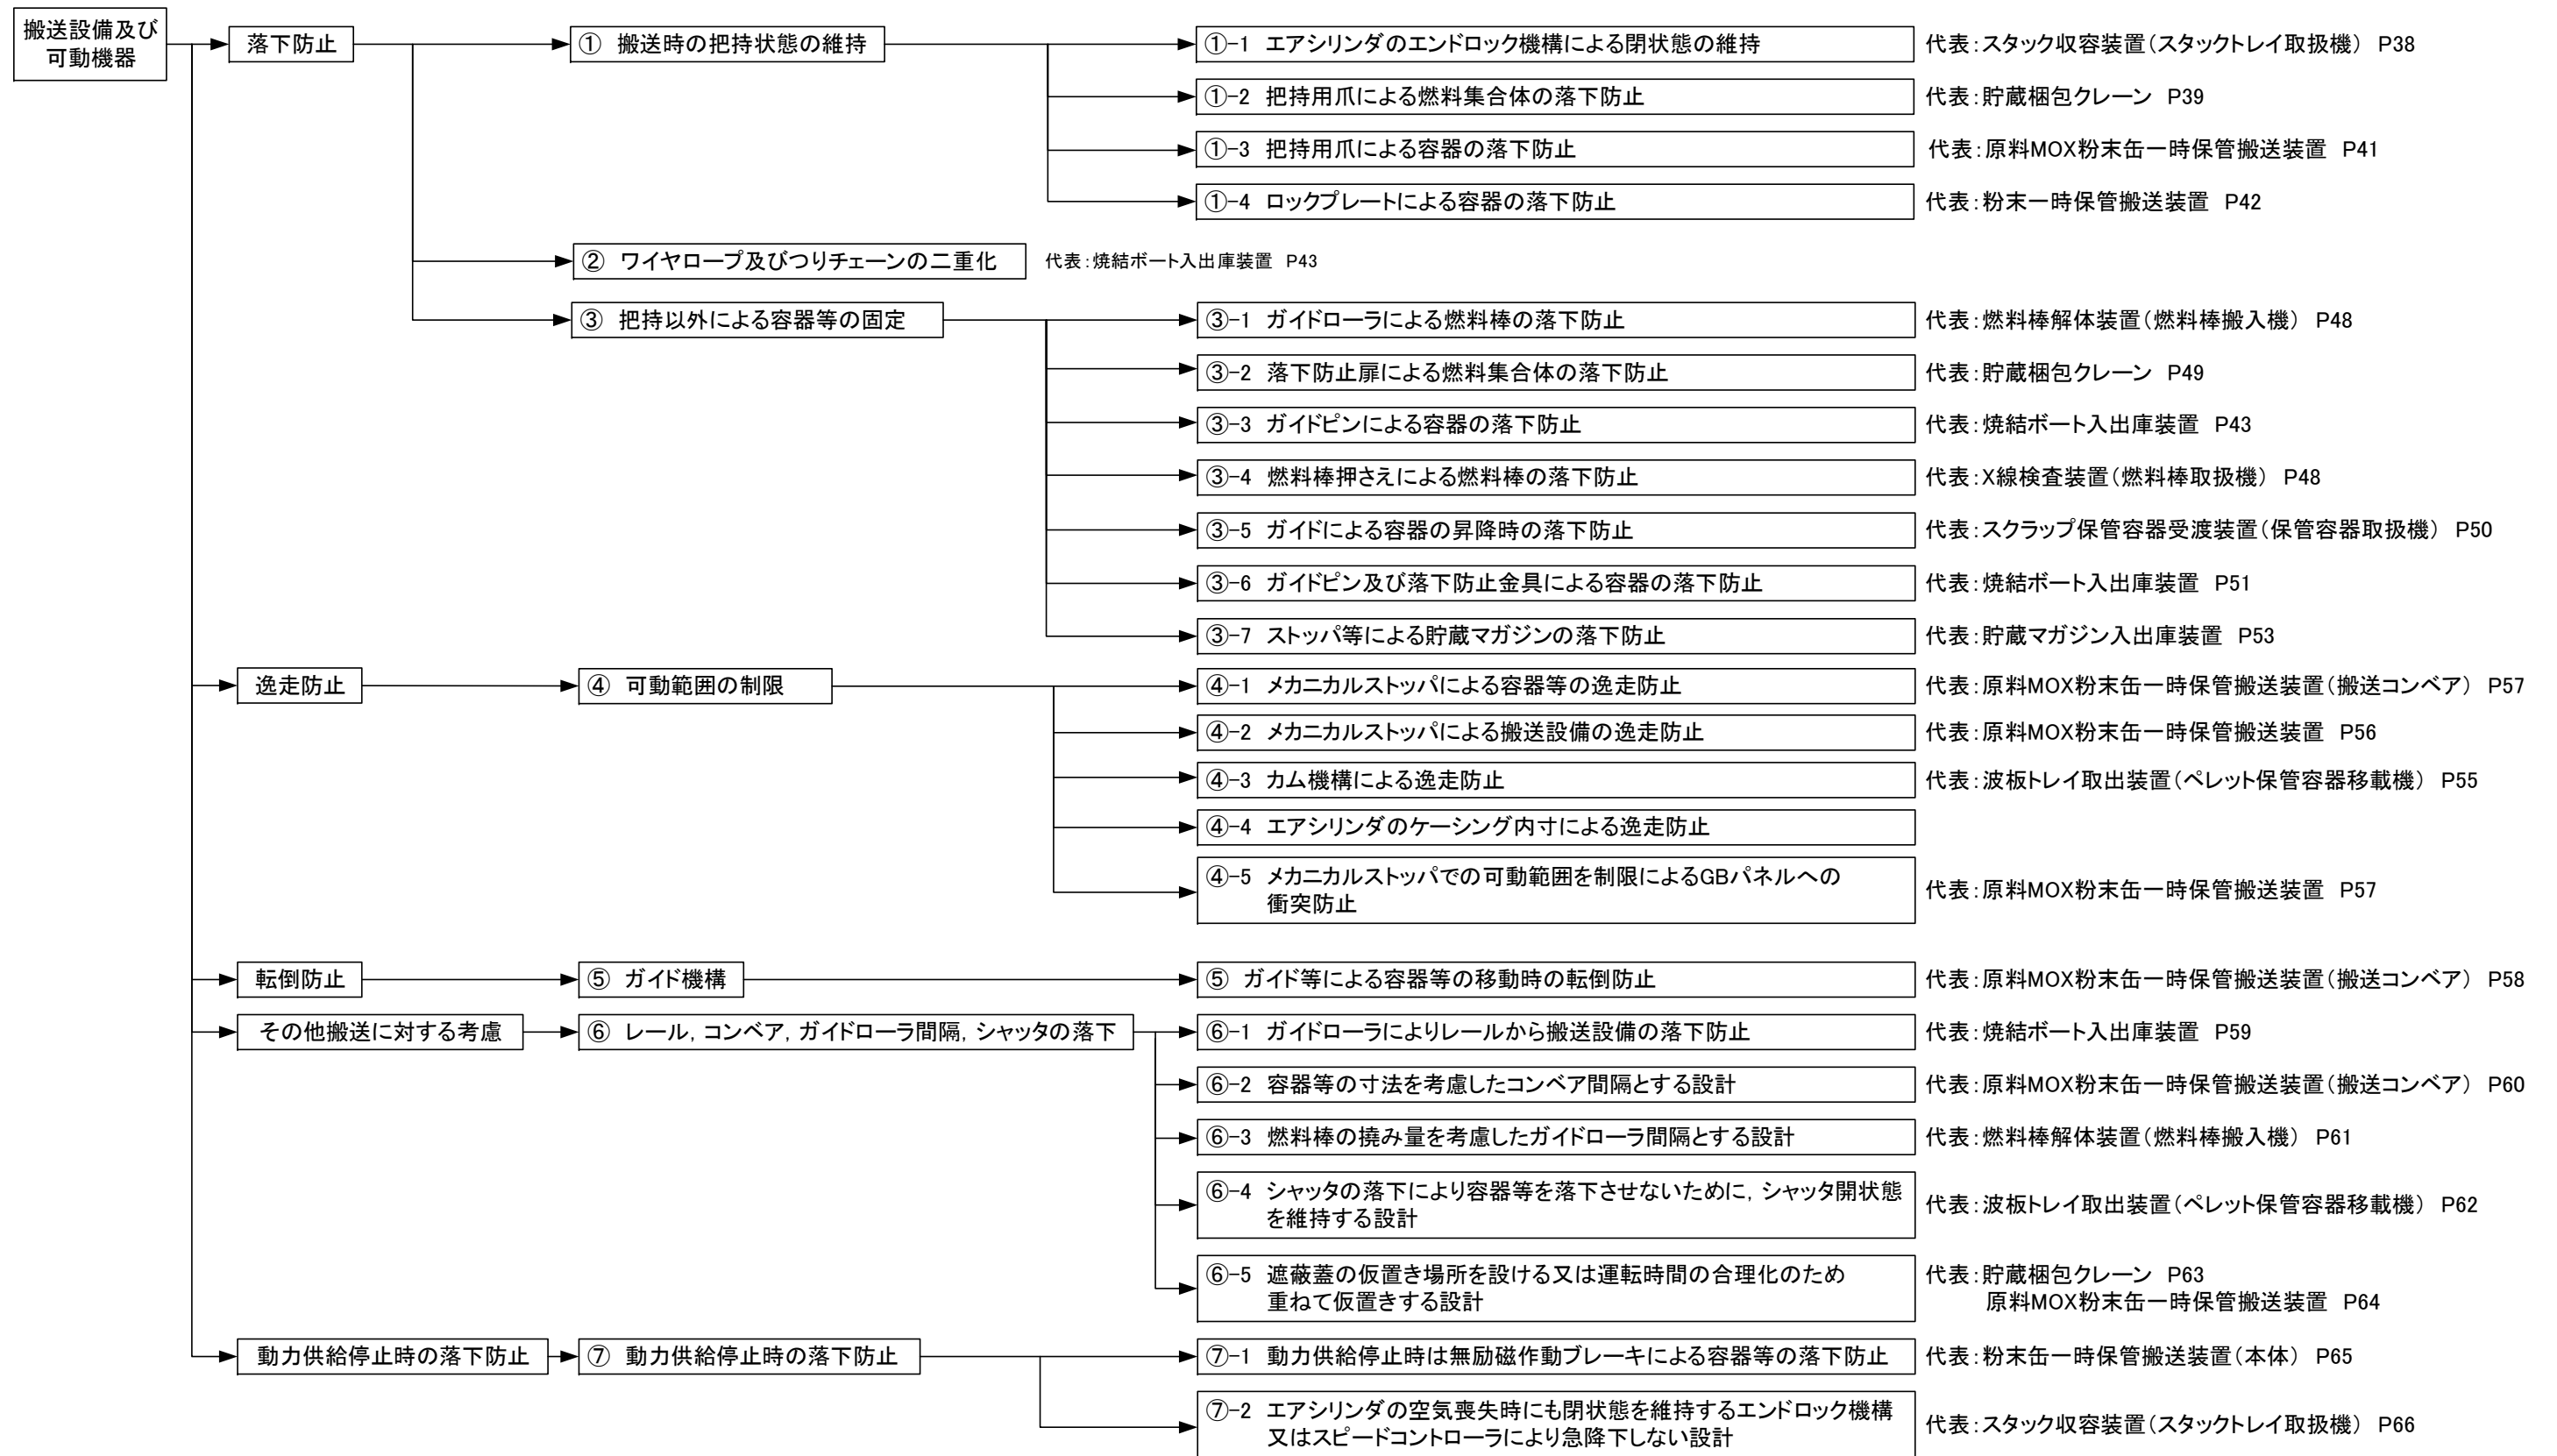 搬送設備及び
可動機器
落下防止
① 搬送時の把持状態の維持
①-1 エアシリンダのエンドロック機構による閉状態の維持
代表：スタック収容装置（スタックトレイ取扱機） P38
①-2 把持用爪による燃料集合体の落下防止
代表：貯蔵梱包クレーン P39
①-3 把持用爪による容器の落下防止
代表：原料MOX粉末缶一時保管搬送装置 P41
①-4 ロックプレートによる容器の落下防止
代表：粉末一時保管搬送装置 P42
② ワイヤロープ及びつりチェーンの二重化
代表：焼結ボート入出庫装置 P43
③ 把持以外による容器等の固定
③-1 ガイドローラによる燃料棒の落下防止
代表：燃料棒解体装置（燃料棒搬入機） P48
③-2 落下防止扉による燃料集合体の落下防止
代表：貯蔵梱包クレーン P49
③-3 ガイドピンによる容器の落下防止
代表：焼結ボート入出庫装置 P43
③-4 燃料棒押さえによる燃料棒の落下防止
代表：X線検査装置（燃料棒取扱機） P48
③-5 ガイドによる容器の昇降時の落下防止
代表：スクラップ保管容器受渡装置（保管容器取扱機） P50
③-6 ガイドピン及び落下防止金具による容器の落下防止
代表：焼結ボート入出庫装置 P51
③-7 ストッパ等による貯蔵マガジンの落下防止
代表：貯蔵マガジン入出庫装置 P53
逸走防止
④ 可動範囲の制限
④-1 メカニカルストッパによる容器等の逸走防止
代表：原料MOX粉末缶一時保管搬送装置（搬送コンベア） P57
④-2 メカニカルストッパによる搬送設備の逸走防止
代表：原料MOX粉末缶一時保管搬送装置 P56
④-3 カム機構による逸走防止
代表：波板トレイ取出装置（ペレット保管容器移載機） P55
④-4 エアシリンダのケーシング内寸による逸走防止
④-5 メカニカルストッパでの可動範囲を制限によるGBパネルへの
衝突防止
代表：原料MOX粉末缶一時保管搬送装置 P57
転倒防止
⑤ ガイド機構
⑤ ガイド等による容器等の移動時の転倒防止
代表：原料MOX粉末缶一時保管搬送装置（搬送コンベア） P58
その他搬送に対する考慮
⑥ レール，コンベア，ガイドローラ間隔，シャッタの落下
⑥-1 ガイドローラによりレールから搬送設備の落下防止
代表：焼結ボート入出庫装置 P59
⑥-2 容器等の寸法を考慮したコンベア間隔とする設計
代表：原料MOX粉末缶一時保管搬送装置（搬送コンベア） P60
⑥-3 燃料棒の撓み量を考慮したガイドローラ間隔とする設計
代表：燃料棒解体装置（燃料棒搬入機） P61
⑥-4 シャッタの落下により容器等を落下させないために，シャッタ開状態
を維持する設計
代表：波板トレイ取出装置（ペレット保管容器移載機） P62
⑥-5 遮蔽蓋の仮置き場所を設ける又は運転時間の合理化のため
重ねて仮置きする設計
代表：貯蔵梱包クレーン P63
原料MOX粉末缶一時保管搬送装置 P64
動力供給停止時の落下防止
⑦ 動力供給停止時の落下防止
⑦-1 動力供給停止時は無励磁作動ブレーキによる容器等の落下防止
代表：粉末缶一時保管搬送装置（本体） P65
⑦-2 エアシリンダの空気喪失時にも閉状態を維持するエンドロック機構
又はスピードコントローラにより急降下しない設計
代表：スタック収容装置（スタックトレイ取扱機） P66